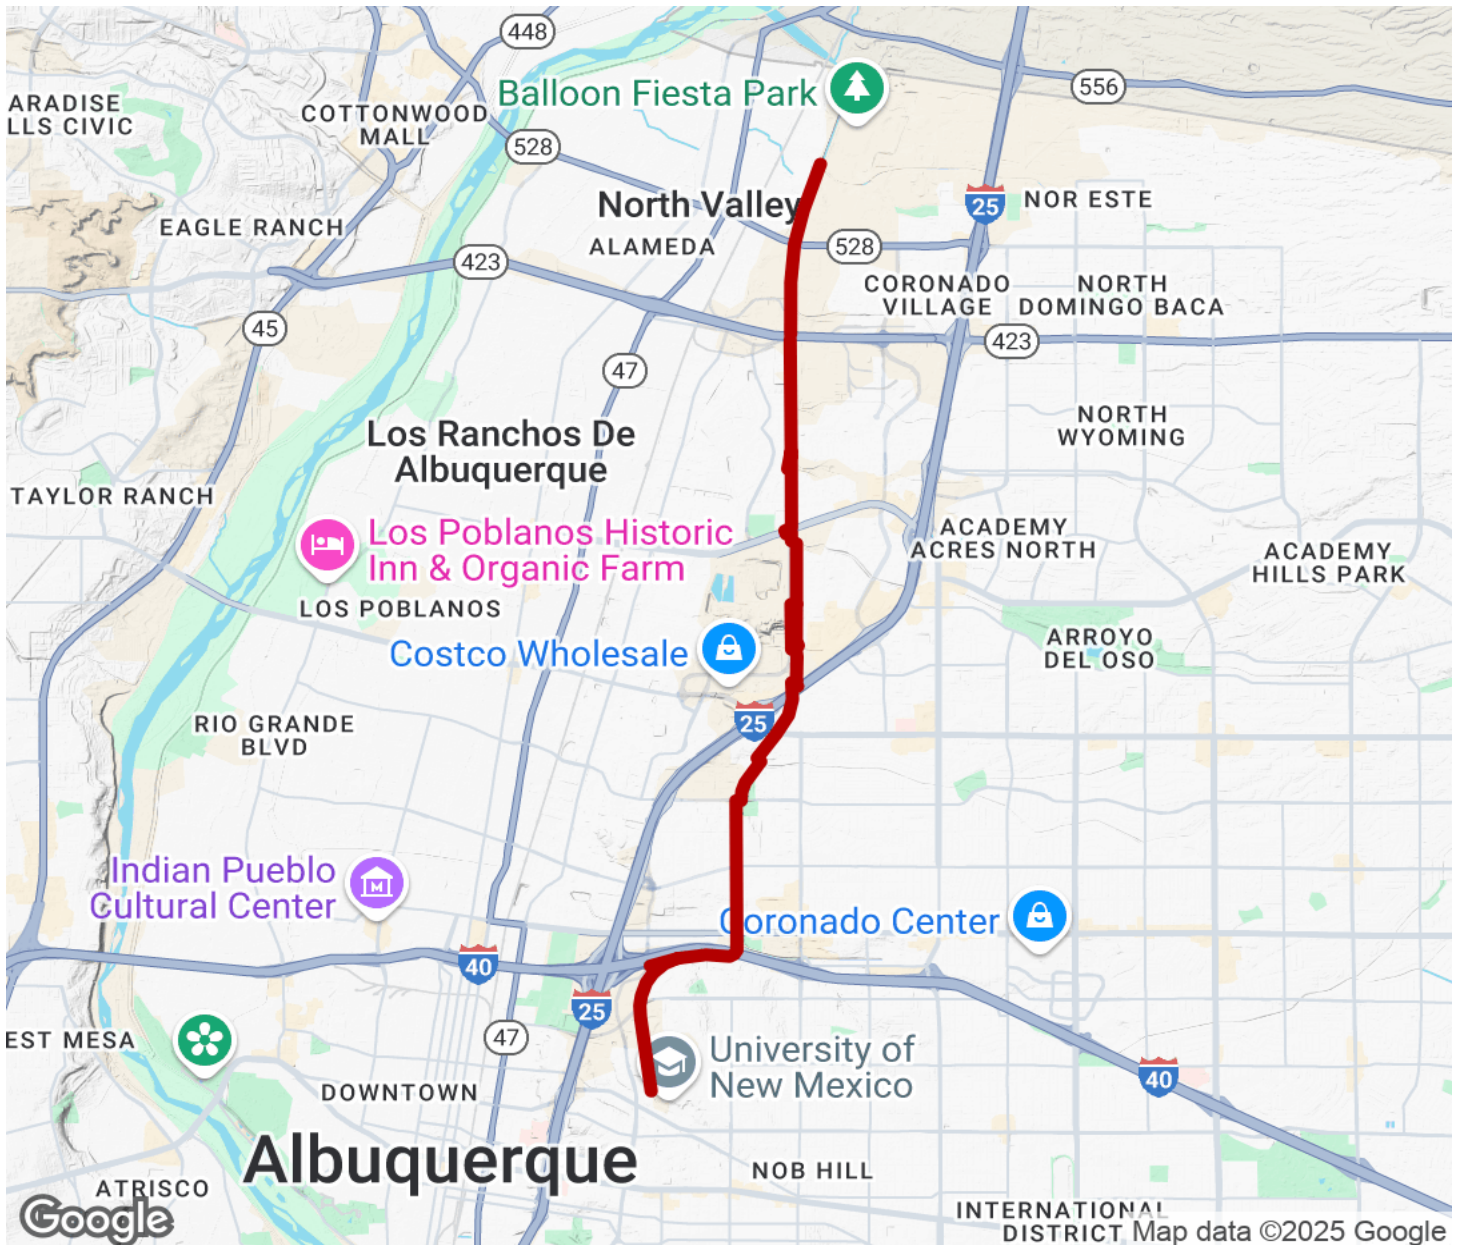 448
Balloon Fiesta Park
556
ARADISE
LLS CIVIC
COTTONWOOD
MALL
528
North Valley
25
NOR ESTE
EAGLE RANCH
ALAMEDA
528
423
CORONADO
VILLAGE
NORTH
DOMINGO BACA
45
423
47
NORTH
WYOMING
Los Ranchos De
Albuquerque
TAYLOR RANCH
Los Poblanos Historic
Inn & Organic Farm
ACADEMY
ACRES NORTH
ACADEMY
HILLS PARK
LOS POBLANOS
Costco Wholesale
ARROYO
DEL OSO
RIO GRANDE
BLVD
25
Indian Pueblo
Cultural Center
M
Coronado Center
40
25
EST MESA
47
University of
New Mexico
40
DOWNTOWN
Albuquerque
NOB HILL
ATRISCO
INTERNATIONAL
DISTRICT
Google
Map data ©2025 Google